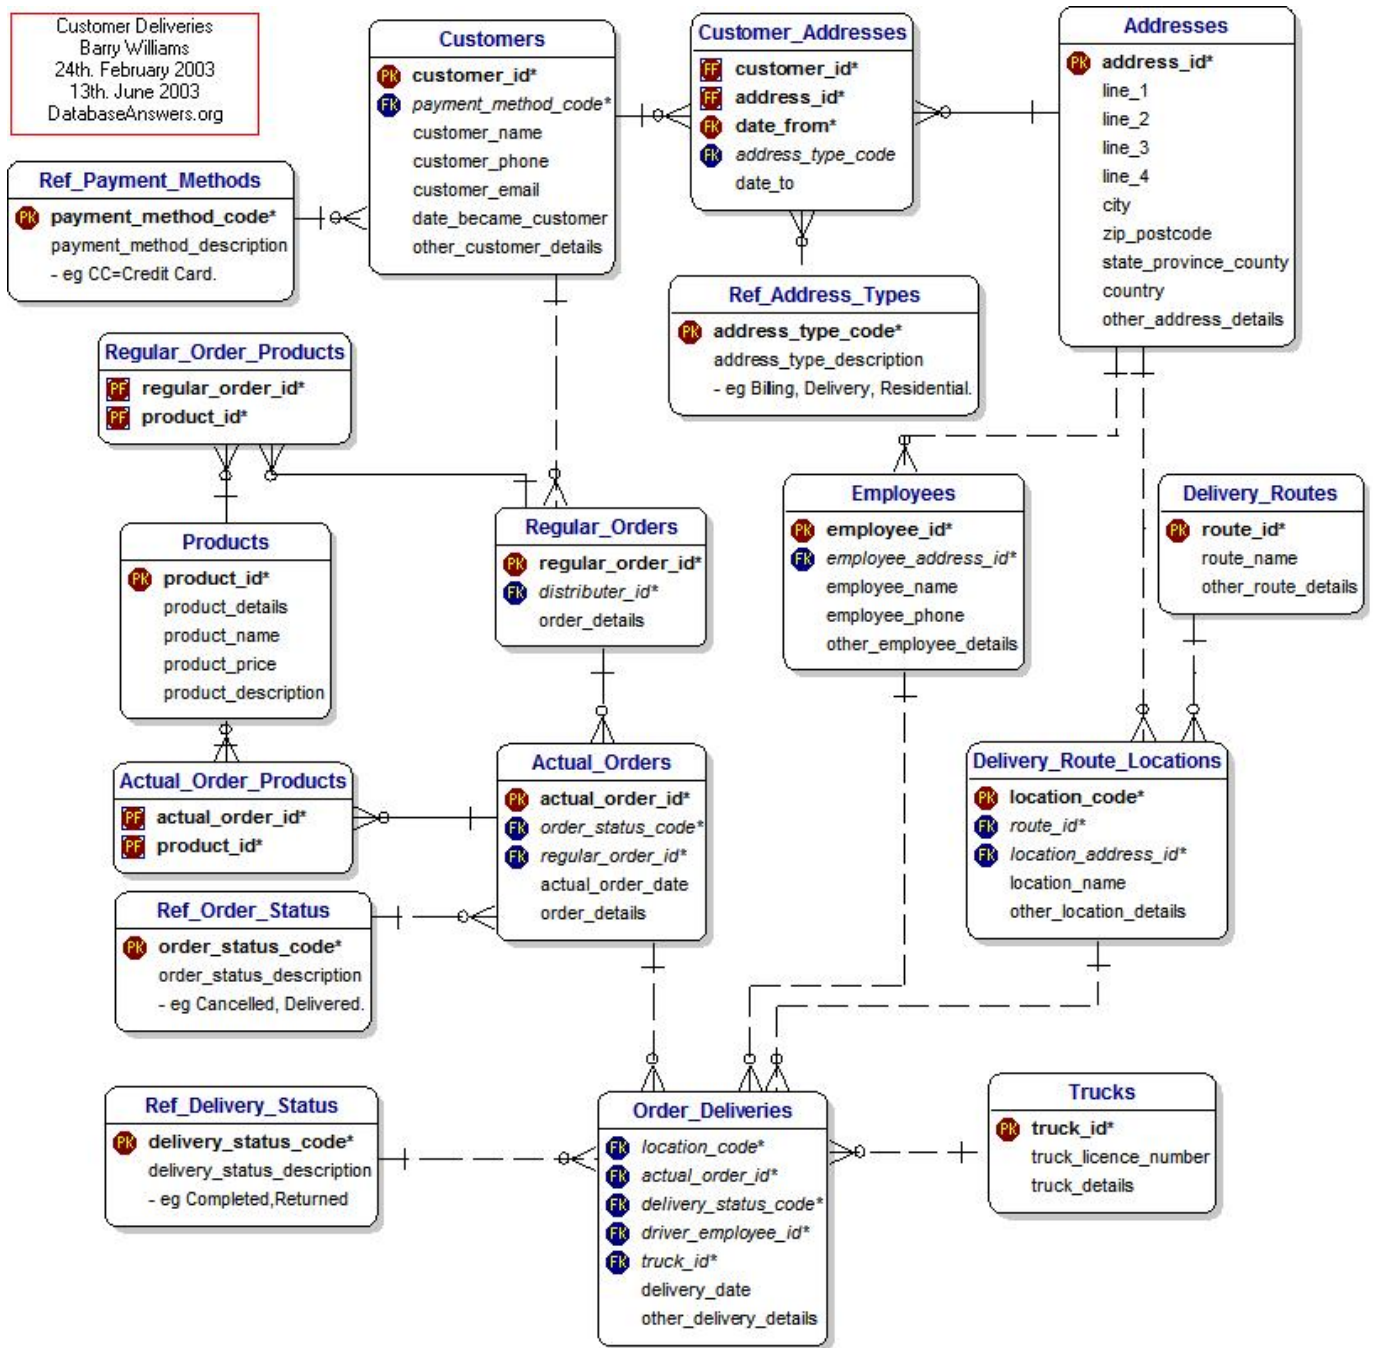 Customer Deliveries
Barry Williams
24th. February 2003
13th. June 2003
DatabaseAnswers.org
Customers
PK customer_id*
FK payment_method_code*
customer_name
customer_phone
customer_email
date_became_customer
other_customer_details
Customer_Addresses
FF customer_id*
FF address_id*
FK date_from*
FK address_type_code
date_to
Addresses
PK address_id*
line_1
line_2
line_3
line_4
city
zip_postcode
state_province_county
country
other_address_details
Ref_Payment_Methods
PK payment_method_code*
payment_method_description
- eg CC=Credit Card.
Ref_Address_Types
PK address_type_code*
address_type_description
- eg Biling, Delivery, Residential.
Regular_Order_Products
PF regular_order_id*
PF product_id*
Products
PK product_id*
product_details
product_name
product_price
product_description
Regular_Orders
PK regular_order_id*
FK distributer_id*
order_details
Employees
PK employee_id*
FK employee_address_id*
employee_name
employee_phone
other_employee_details
Delivery_Routes
PK route_id*
route_name
other_route_details
Actual_Order_Products
PF actual_order_id*
PF product_id*
Actual_Orders
PK actual_order_id*
FK order_status_code*
FK regular_order_id*
actual_order_date
order_details
Delivery_Route_Locations
PK location_code*
FK route_id*
FK location_address_id*
location_name
other_location_details
Ref_Order_Status
PK order_status_code*
order_status_description
- eg Cancelled, Delivered.
Ref_Delivery_Status
PK delivery_status_code*
delivery_status_description
- eg Completed,Returned
Order_Deliveries
FK location_code*
FK actual_order_id*
FK delivery_status_code*
FK driver_employee_id*
FK truck_id*
delivery_date
other_delivery_details
Trucks
PK truck_id*
truck_licence_number
truck_details